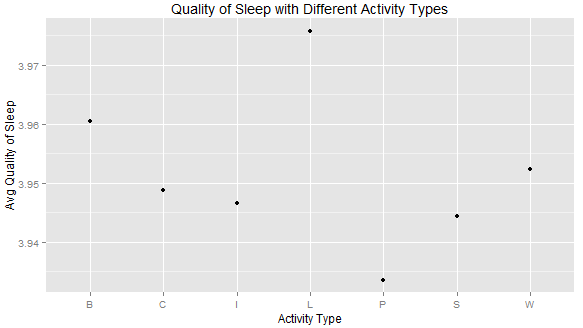 Quality of Sleep with Different Activity Types
Avg Quality of Sleep
3.97
3.96
3.95
3.94
B C I L P S W
Activity Type